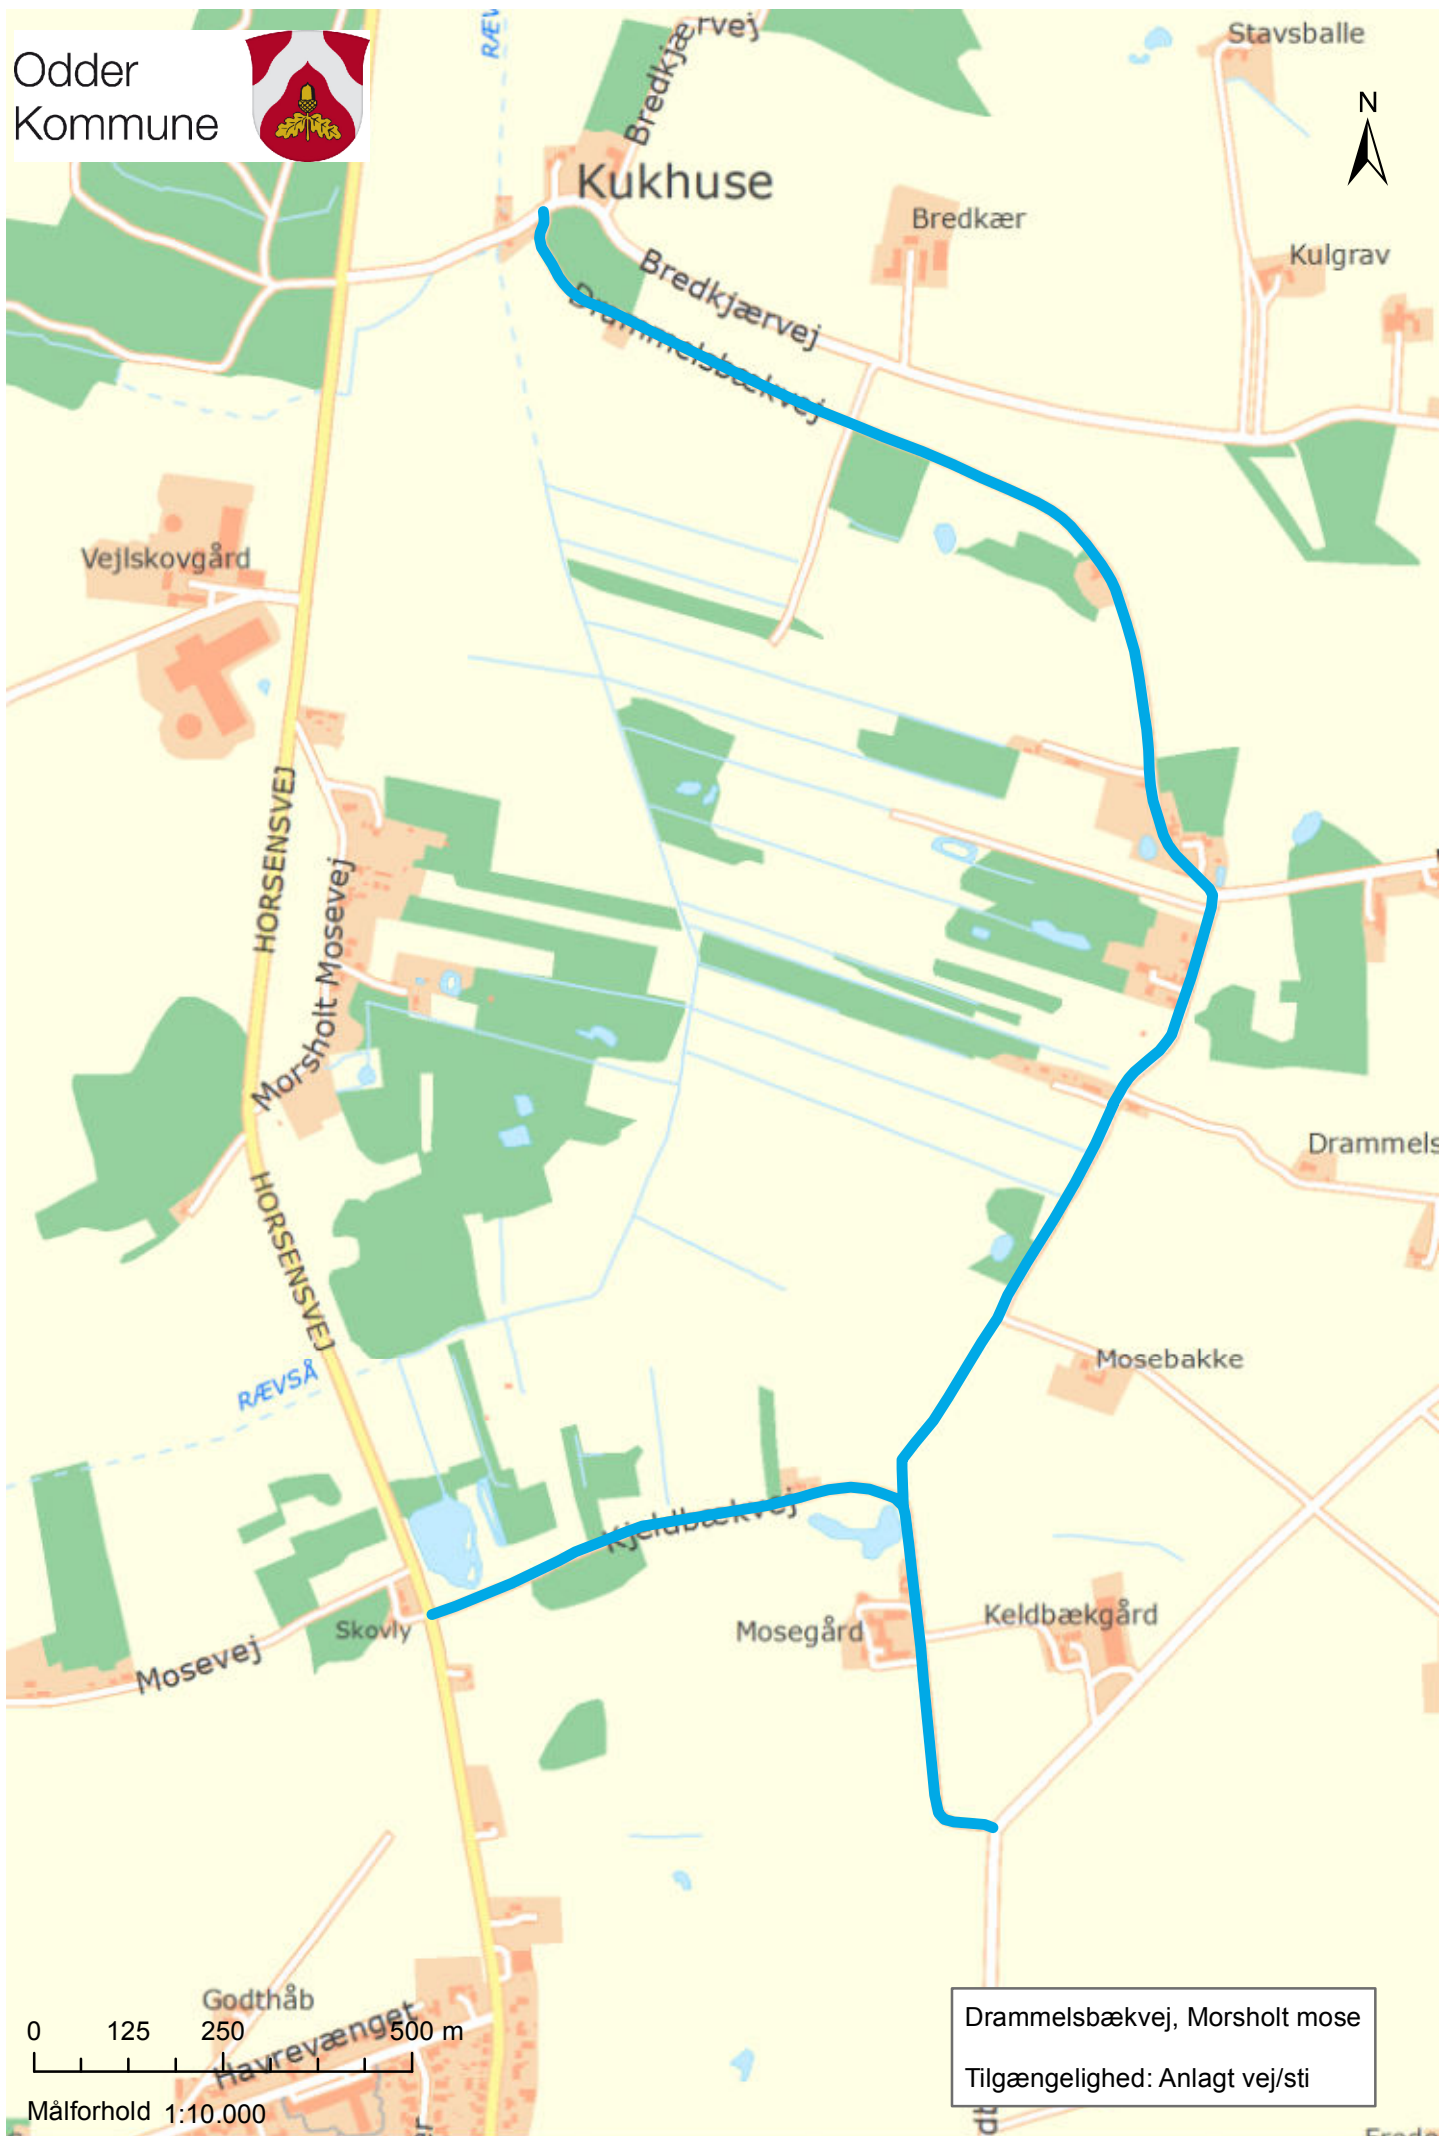 Odder
Kommune
RÆV
Bredkjærvej
Stavsballe
N
Kukhuse
Bredkær
Kulgrav
Bredkjærvej
Drammelsbækvej
Vejlskovgård
HORSENSVEJ
Morsholt Mosevej
Drammels
HORSENSVEJ
Mosebakke
RÆVSÅ
Kjeldbækvej
Skovly
Mosegård
Keldbækgård
Mosevej
Godthåb
Havrevænget
0 125 250 500 m
Målforhold 1:10.000
Drammelsbækvej, Morsholt mose
Tilgængelighed: Anlagt vej/sti